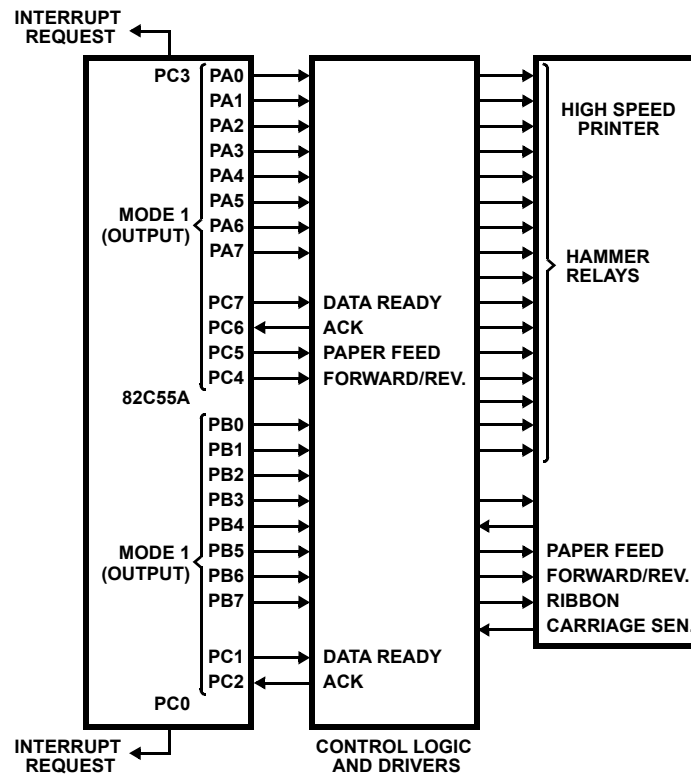 INTERRUPT
REQUEST
PC3
PA0
PA1
PA2
PA3
PA4
PA5
PA6
PA7
MODE 1
(OUTPUT)
PC7
PC6
PC5
PC4
82C55A
PB0
PB1
PB2
PB3
PB4
PB5
PB6
PB7
MODE 1
(OUTPUT)
PC1
PC2
PC0
INTERRUPT
REQUEST
DATA READY
ACK
PAPER FEED
FORWARD/REV.
DATA READY
ACK
CONTROL LOGIC
AND DRIVERS
HIGH SPEED
PRINTER
HAMMER
RELAYS
PAPER FEED
FORWARD/REV.
RIBBON
CARRIAGE SEN.